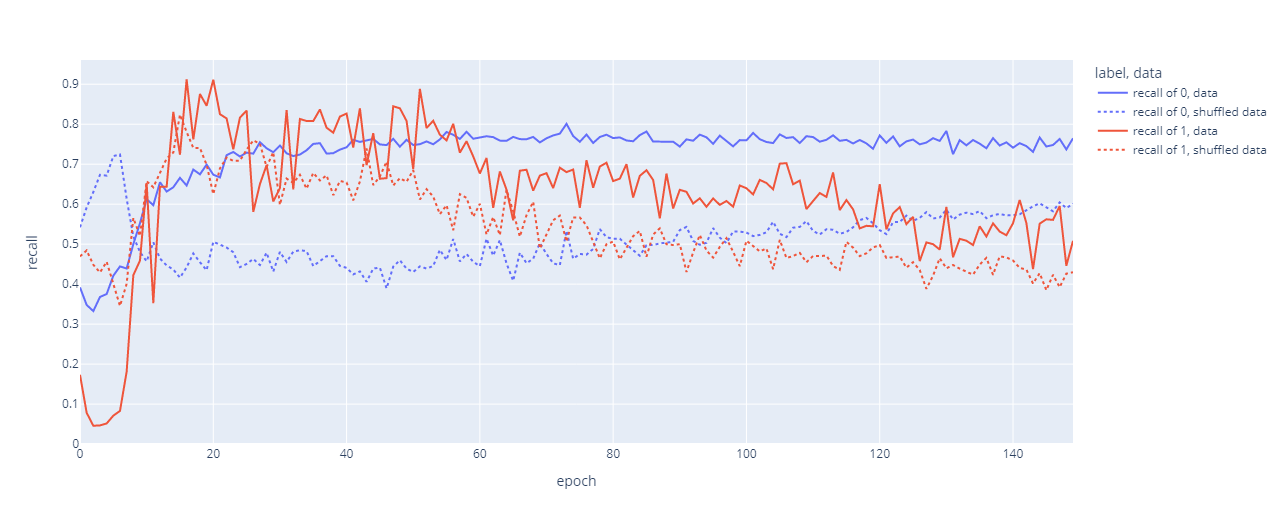 label, data
recall of 0, data
recall of 0, shuffled data
recall of 1, data
recall of 1, shuffled data
recall
0.9
0.8
0.7
0.6
0.5
0.4
0.3
0.2
0.1
0
0 20 40 60 80 100 120 140
epoch